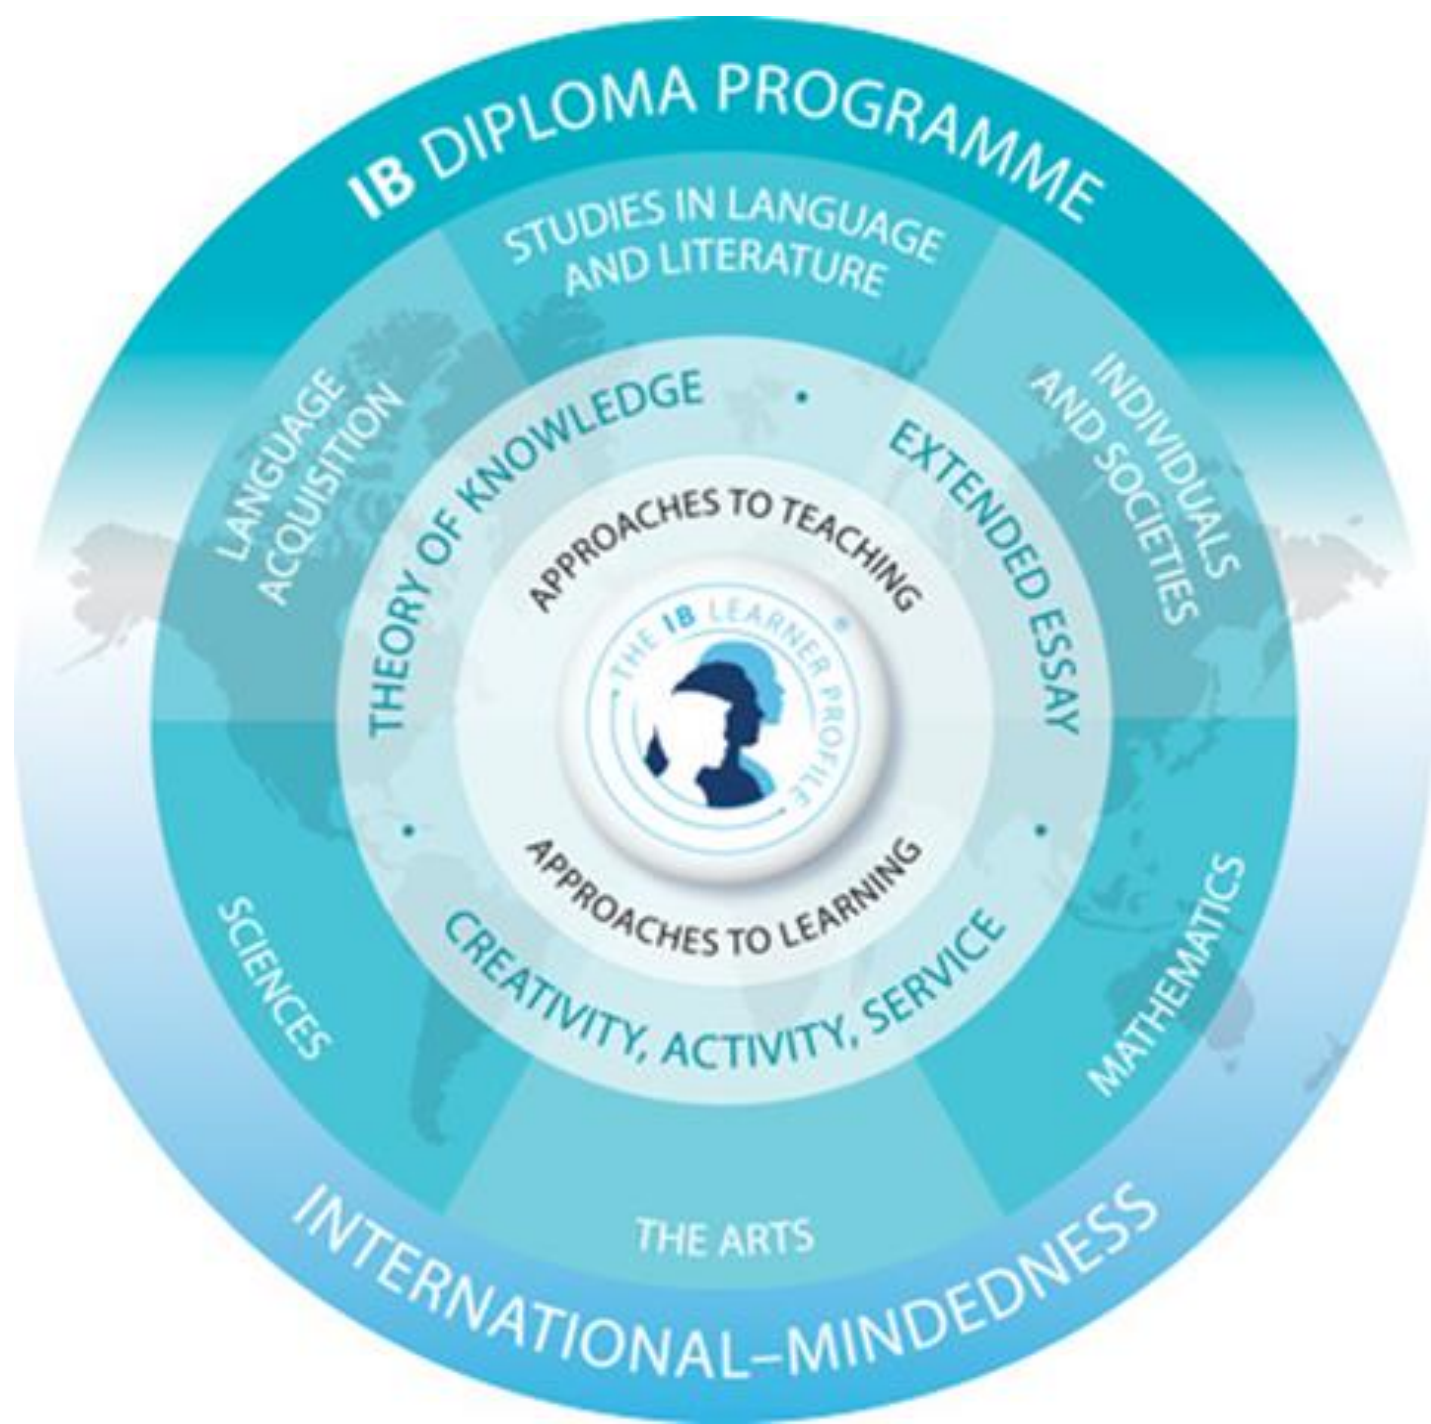 IB DIPLOMA PROGRAMME
STUDIES IN LANGUAGE
AND LITERATURE
LANGUAGE
ACQUISITION
INDIVIDUALS
AND SOCIETIES
THEORY OF KNOWLEDGE
•
EXTENDED ESSAY
•
APPROACHES TO TEACHING
THE IB LEARNER PROFILE
®
APPROACHES TO LEARNING
•
CREATIVITY, ACTIVITY, SERVICE
SCIENCES
MATHEMATICS
THE ARTS
INTERNATIONAL–MINDEDNESS